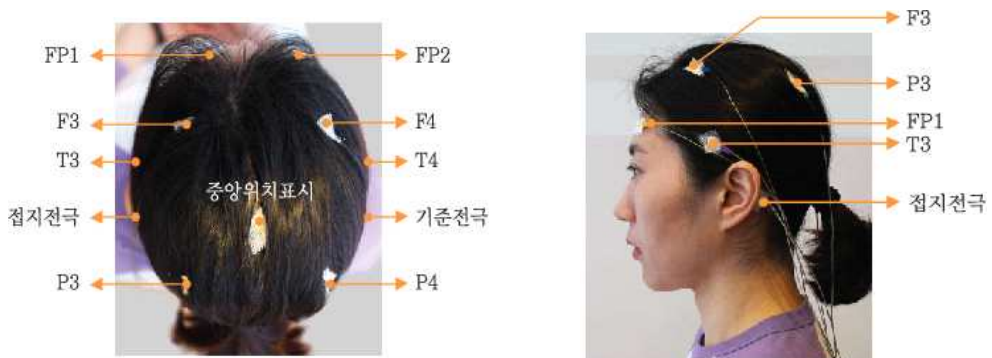 FP1 FP2
F3 F4
T3 T4
중앙위치표시
접지전극 기준전극
P3 P4
F3
P3
FP1
T3
접지전극